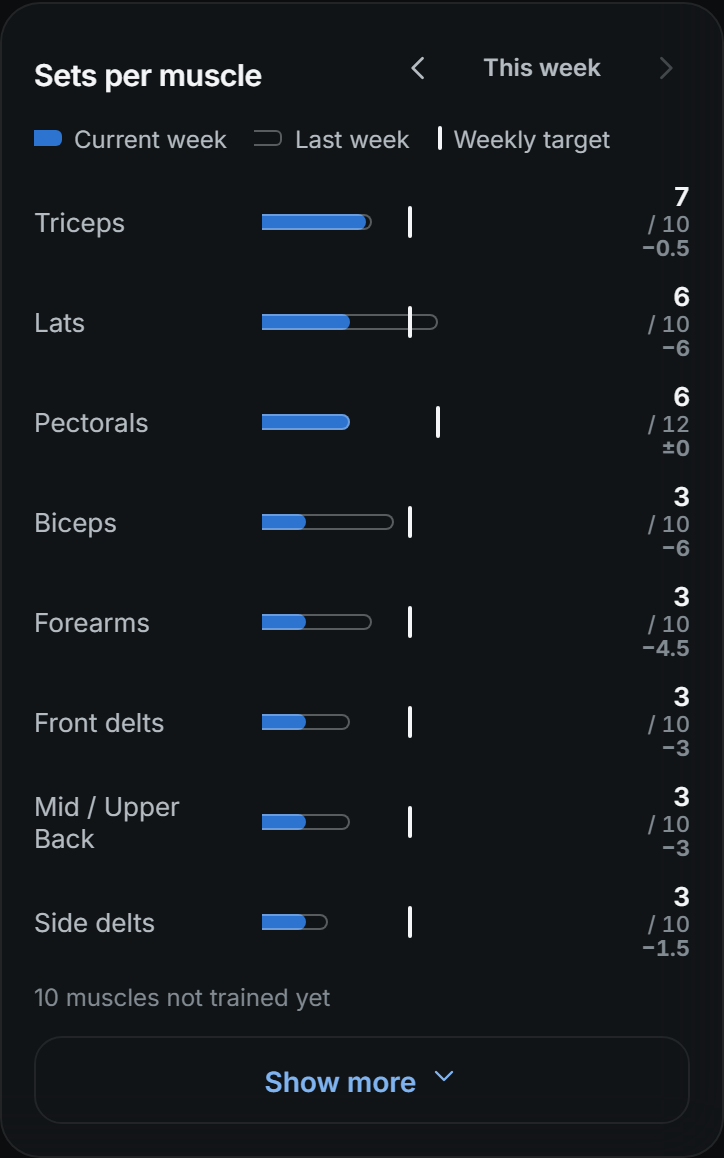 Sets per muscle
This week
Current week
Last week
Weekly target
Triceps
7
/ 10
−0.5
Lats
6
/ 10
−6
Pectorals
6
/ 12
±0
Biceps
3
/ 10
−6
Forearms
3
/ 10
−4.5
Front delts
3
/ 10
−3
Mid / Upper
Back
3
/ 10
−3
Side delts
3
/ 10
−1.5
10 muscles not trained yet
Show more